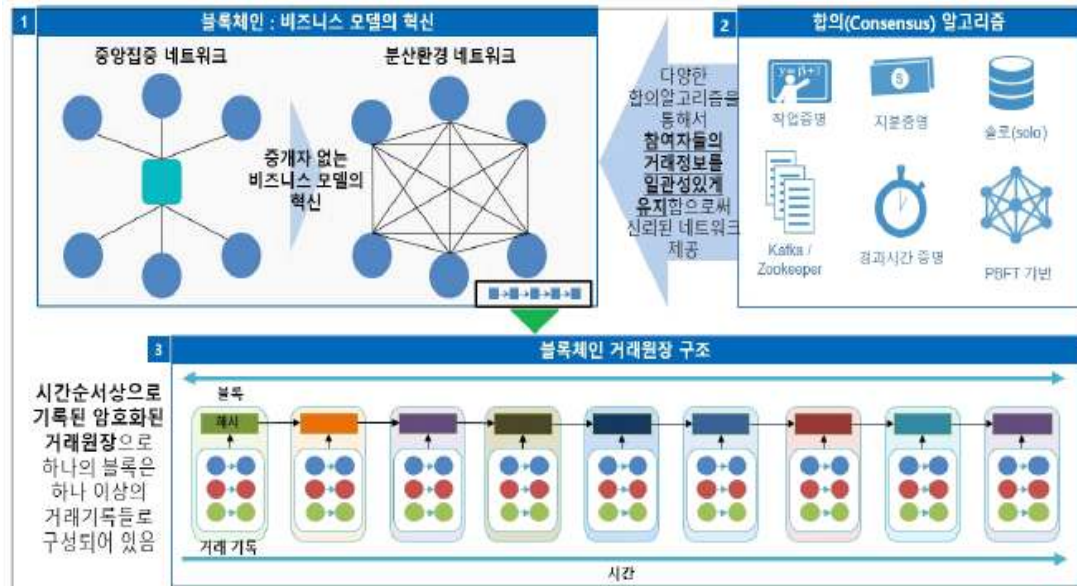 1
블록체인 : 비즈니스 모델의 혁신
중앙집중 네트워크
분산환경 네트워크
중개자 없는
비즈니스 모델의
혁신
다양한
합의알고리즘을
통해서
참여자들의
거래정보를
일관성있게
유지함으로써
신뢰된 네트워크
제공
2
합의(Consensus) 알고리즘
작업증명
지분증명
솔로(solo)
Kafka /
Zookeeper
경과시간 증명
PBFT 기반
3
블록체인 거래원장 구조
시간순서상으로
기록된 암호화된
거래원장으로
하나의 블록은
하나 이상의
거래기록들로
구성되어 있음
블록
해시
거래 기록
시간